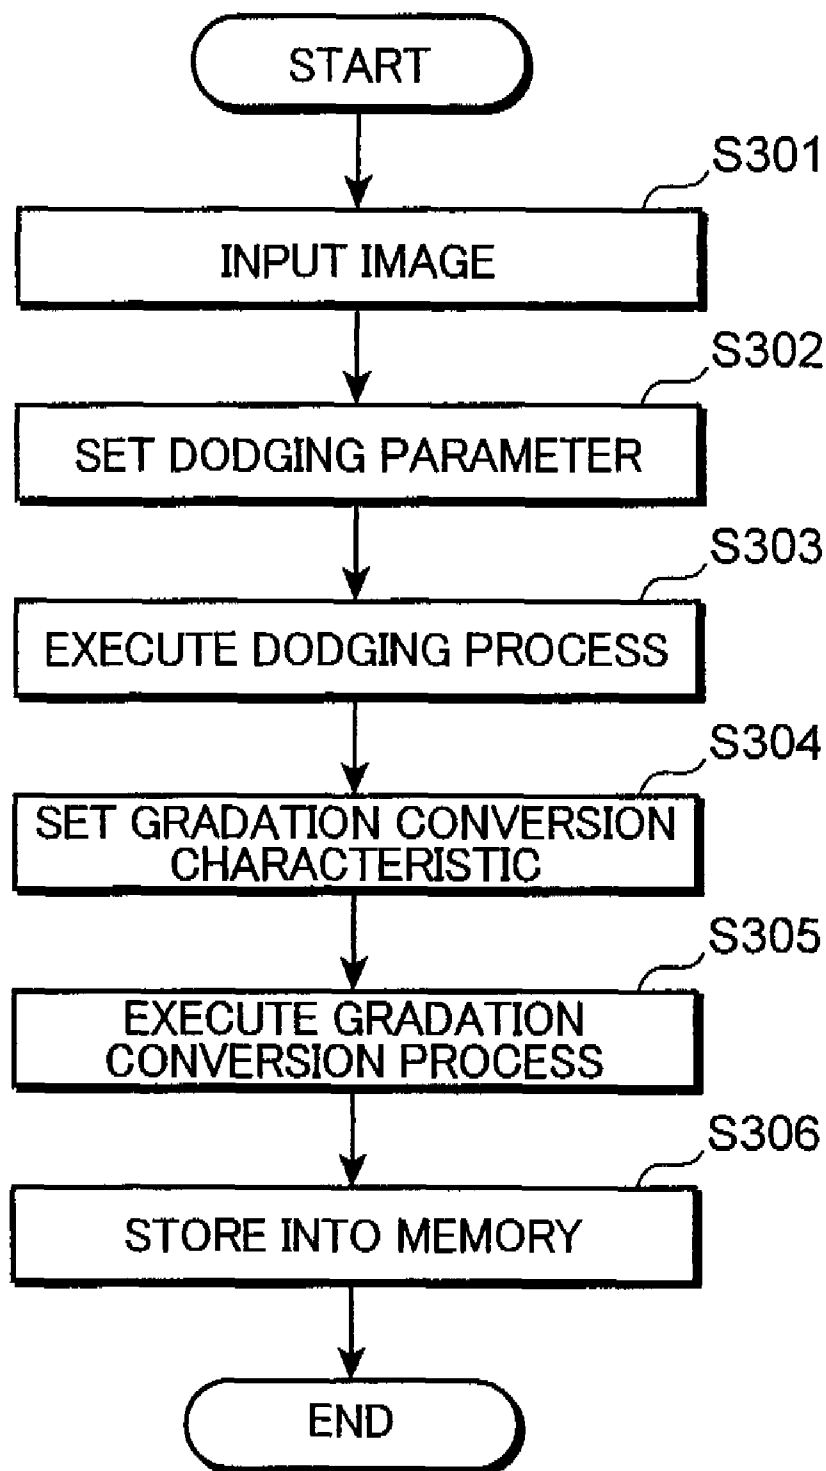 START
S301
INPUT IMAGE
S302
SET DODGING PARAMETER
S303
EXECUTE DODGING PROCESS
S304
SET GRADATION CONVERSION
CHARACTERISTIC
S305
EXECUTE GRADATION
CONVERSION PROCESS
S306
STORE INTO MEMORY
END